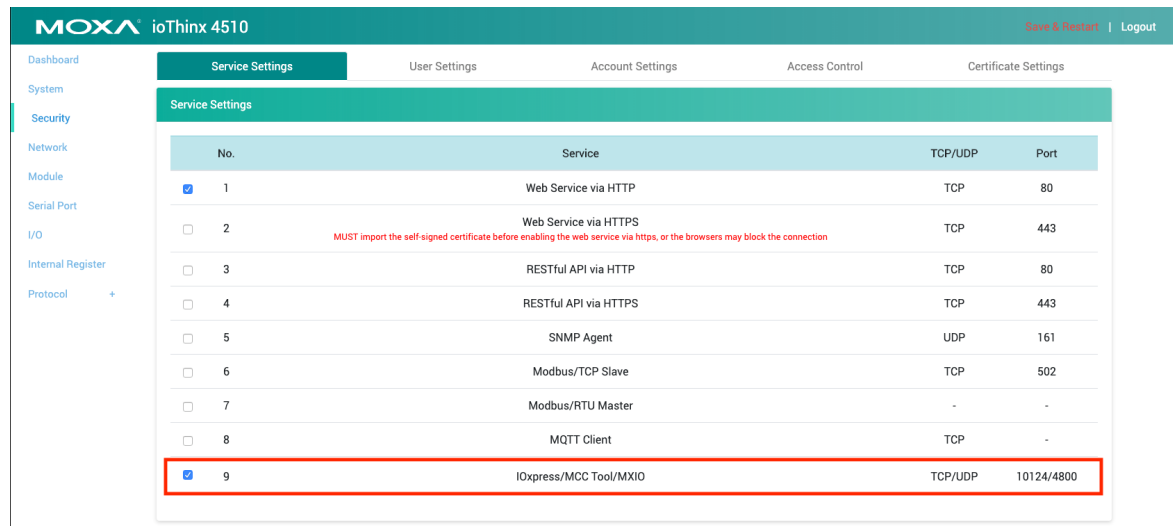 MOXA® ioThinx 4510
Save & Restart | Logout
Dashboard
System
Security
Network
Module
Serial Port
I/O
Internal Register
Protocol +
Service Settings User Settings Account Settings Access Control Certificate Settings
Service Settings
No. Service TCP/UDP Port
1 Web Service via HTTP TCP 80
2 Web Service via HTTPS TCP 443
MUST import the self-signed certificate before enabling the web service via https, or the browsers may block the connection
3 RESTful API via HTTP TCP 80
4 RESTful API via HTTPS TCP 443
5 SNMP Agent UDP 161
6 Modbus/TCP Slave TCP 502
7 Modbus/RTU Master - -
8 MQTT Client TCP -
9 IOxpress/MCC Tool/MXIO TCP/UDP 10124/4800